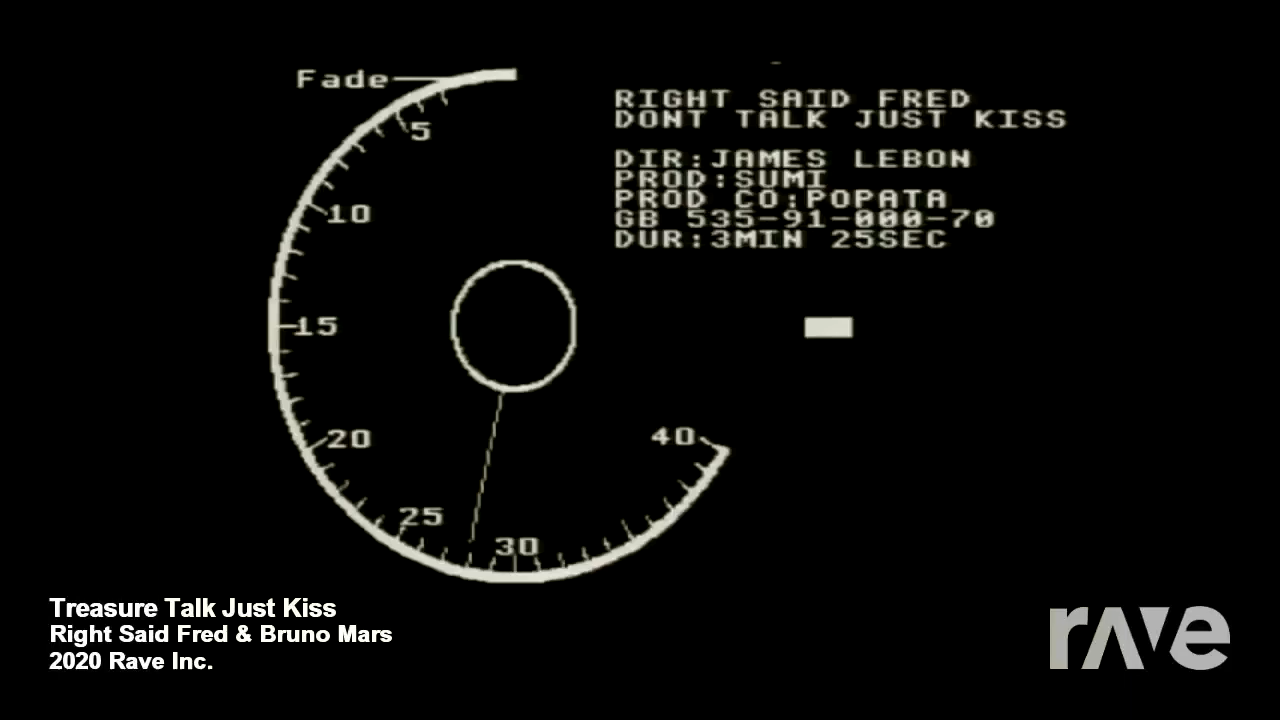 Fade
5
10
15
20
25
30
40
RIGHT SAID FRED
DONT TALK JUST KISS
DIR:JAMES LEBON
PROD:SUMI
PROD CO:POPATA
GB 535-91-000-70
DUR:3MIN 25SEC
Treasure Talk Just Kiss
Right Said Fred & Bruno Mars
2020 Rave Inc.
rave